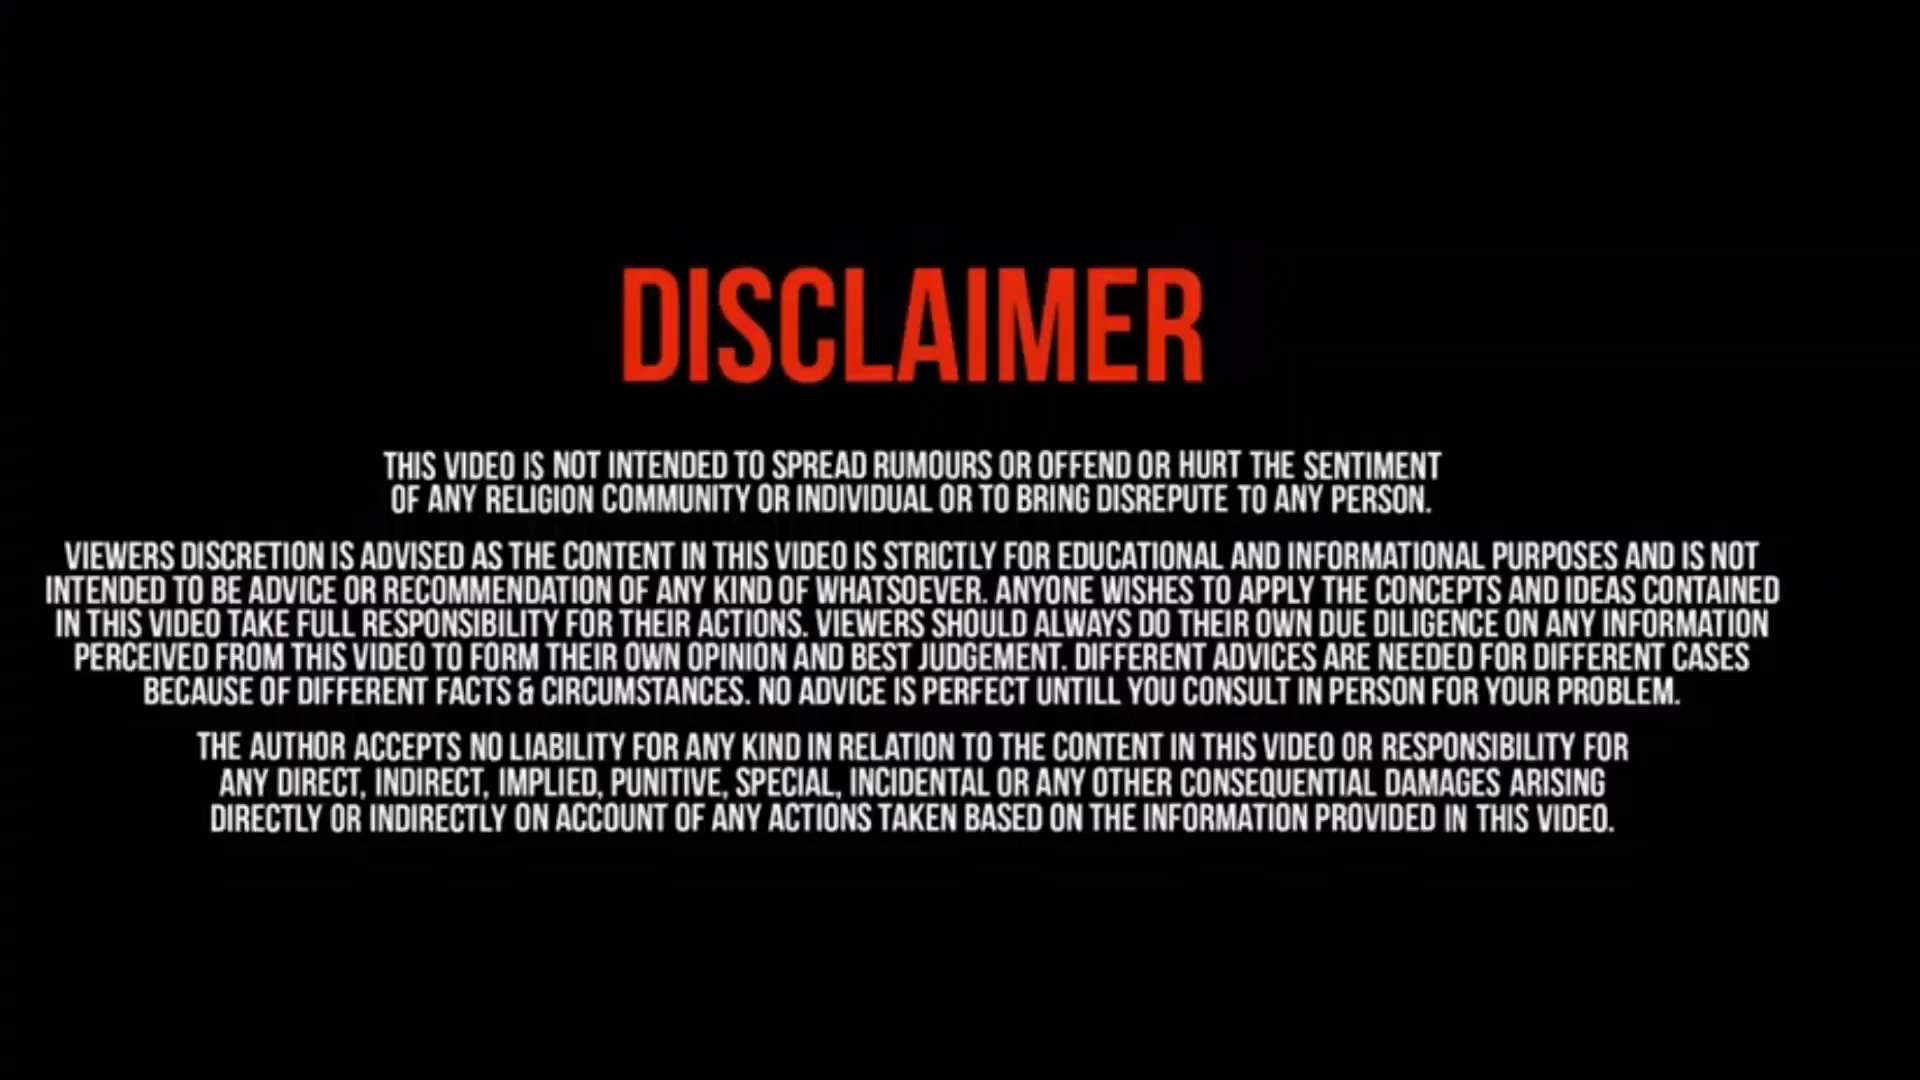 DISCLAIMER
THIS VIDEO IS NOT INTENDED TO SPREAD RUMOURS OR OFFEND OR HURT THE SENTIMENT
OF ANY RELIGION COMMUNITY OR INDIVIDUAL OR TO BRING DISREPUTE TO ANY PERSON.
VIEWERS DISCRETION IS ADVISED AS THE CONTENT IN THIS VIDEO IS STRICTLY FOR EDUCATIONAL AND INFORMATIONAL PURPOSES AND IS NOT
INTENDED TO BE ADVICE OR RECOMMENDATION OF ANY KIND OF WHATSOEVER. ANYONE WISHES TO APPLY THE CONCEPTS AND IDEAS CONTAINED
IN THIS VIDEO TAKE FULL RESPONSIBILITY FOR THEIR ACTIONS. VIEWERS SHOULD ALWAYS DO THEIR OWN DUE DILIGENCE ON ANY INFORMATION
PERCEIVED FROM THIS VIDEO TO FORM THEIR OWN OPINION AND BEST JUDGEMENT. DIFFERENT ADVICES ARE NEEDED FOR DIFFERENT CASES
BECAUSE OF DIFFERENT FACTS & CIRCUMSTANCES. NO ADVICE IS PERFECT UNTILL YOU CONSULT IN PERSON FOR YOUR PROBLEM.
THE AUTHOR ACCEPTS NO LIABILITY FOR ANY KIND IN RELATION TO THE CONTENT IN THIS VIDEO OR RESPONSIBILITY FOR
ANY DIRECT, INDIRECT, IMPLIED, PUNITIVE, SPECIAL, INCIDENTAL OR ANY OTHER CONSEQUENTIAL DAMAGES ARISING
DIRECTLY OR INDIRECTLY ON ACCOUNT OF ANY ACTIONS TAKEN BASED ON THE INFORMATION PROVIDED IN THIS VIDEO.